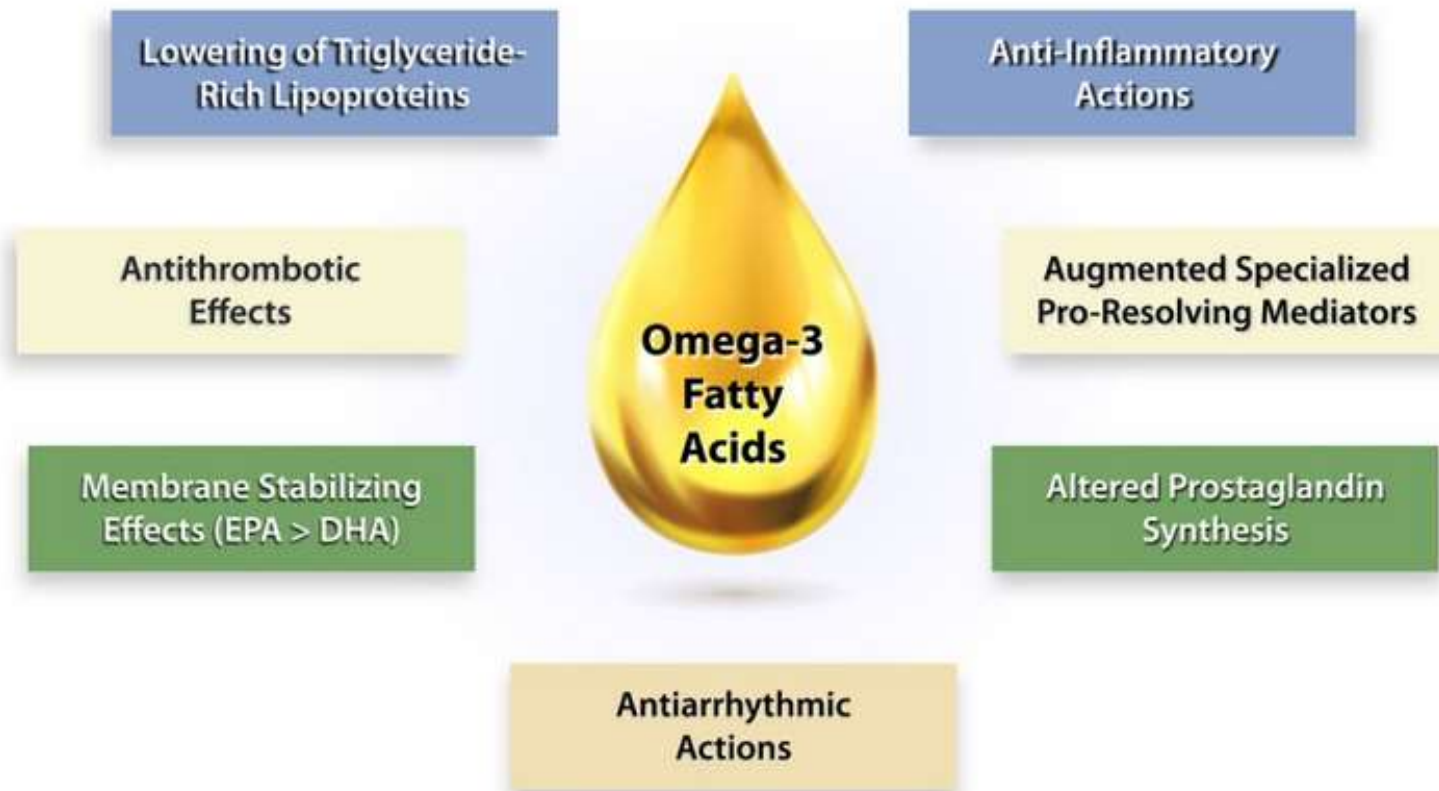 Lowering of Triglyceride-
Rich Lipoproteins
Anti-Inflammatory
Actions
Antithrombotic
Effects
Omega-3
Fatty
Acids
Augmented Specialized
Pro-Resolving Mediators
Membrane Stabilizing
Effects (EPA > DHA)
Altered Prostaglandin
Synthesis
Antiarrhythmic
Actions